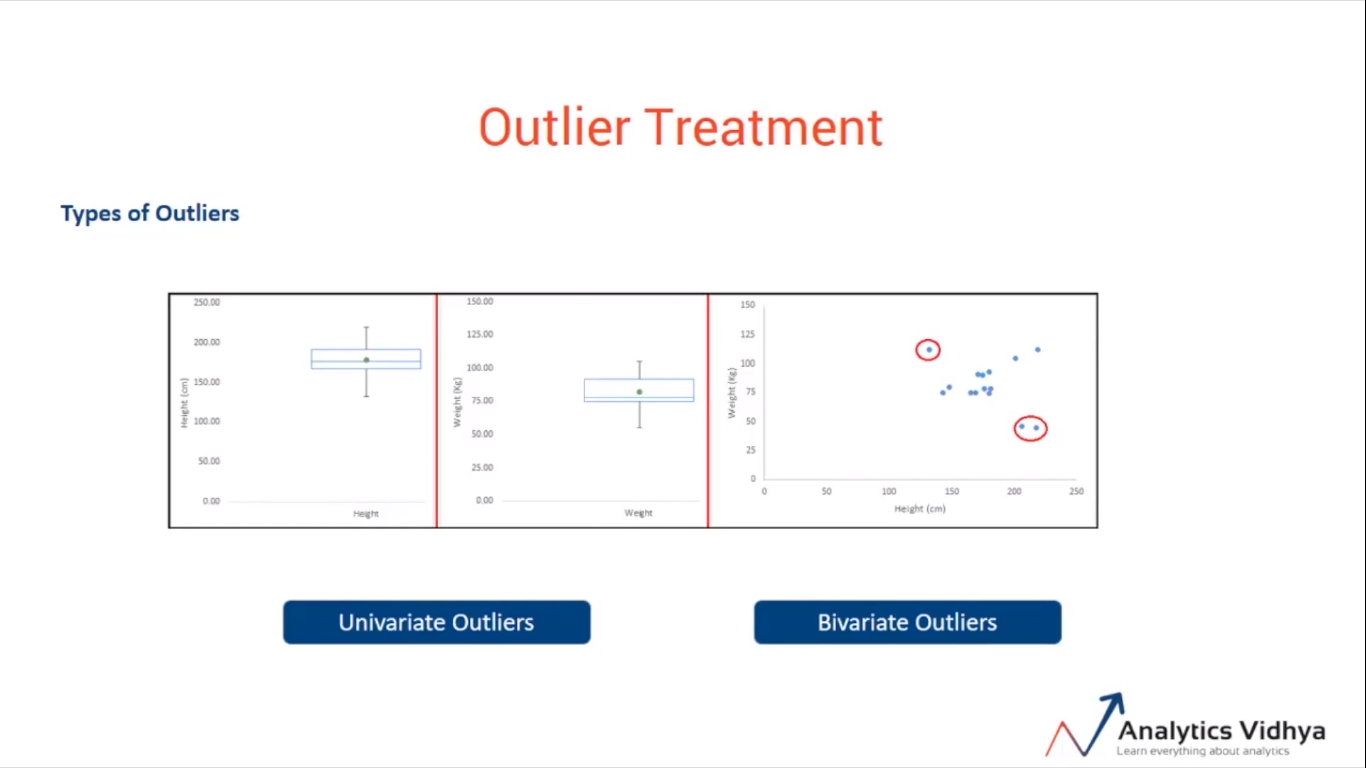 Outlier Treatment
Types of Outliers
250.00
200.00
150.00
100.00
50.00
0.00
Height (cm)
Height
150.00
125.00
100.00
75.00
50.00
25.00
0.00
Weight (Kg)
Weight
150
125
100
75
50
25
0
Weight (Kg)
0 50 100 150 200 250
Height (cm)
Univariate Outliers
Bivariate Outliers
Analytics Vidhya
Learn everything about analytics